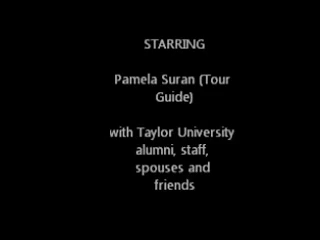 STARRING
Pamela Suran (Tour
Guide)
with Taylor University
alumni, staff,
spouses and
friends